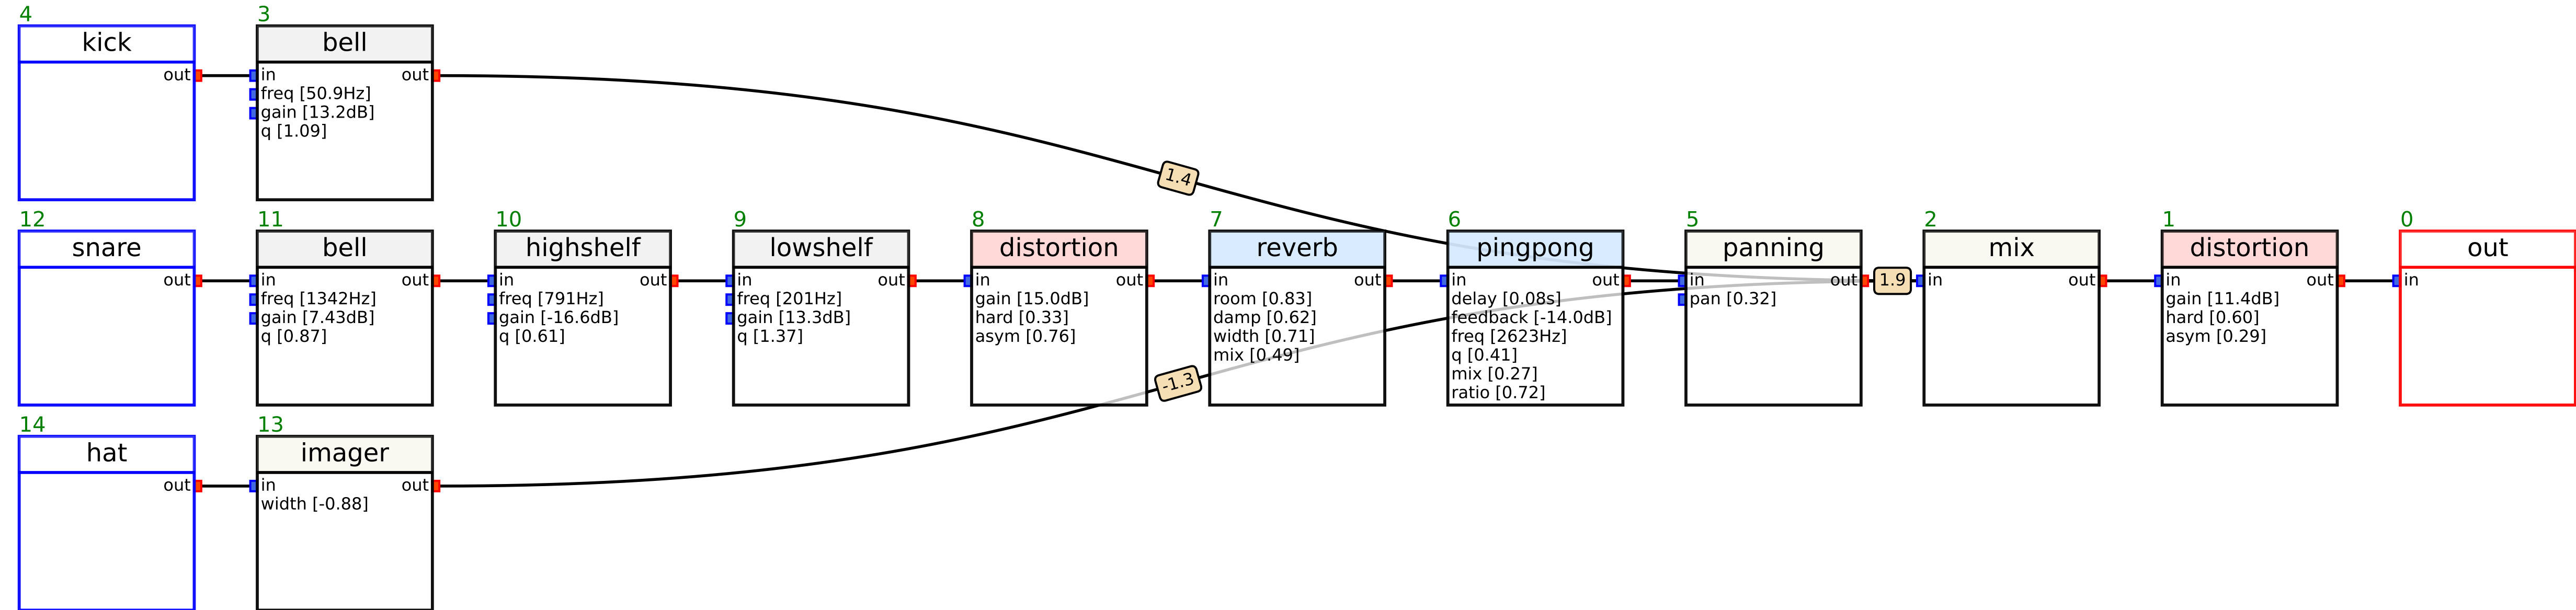 4
kick
out
3
bell
in out
freq [50.9Hz]
gain [13.2dB]
q [1.09]
1.4
12
snare
out
11
bell
in out
freq [1342Hz]
gain [7.43dB]
q [0.87]
10
highshelf
in out
freq [791Hz]
gain [-16.6dB]
q [0.61]
9
lowshelf
in out
freq [201Hz]
gain [13.3dB]
q [1.37]
8
distortion
in out
gain [15.0dB]
hard [0.33]
asym [0.76]
7
reverb
in out
room [0.83]
damp [0.62]
width [0.71]
mix [0.49]
6
pingpong
in out
delay [0.08s]
feedback [-14.0dB]
freq [2623Hz]
q [0.41]
mix [0.27]
ratio [0.72]
5
panning
in out
pan [0.32]
1.9
2
mix
in out
1
distortion
in out
gain [11.4dB]
hard [0.60]
asym [0.29]
0
out
in
-1.3
14
hat
out
13
imager
in out
width [-0.88]